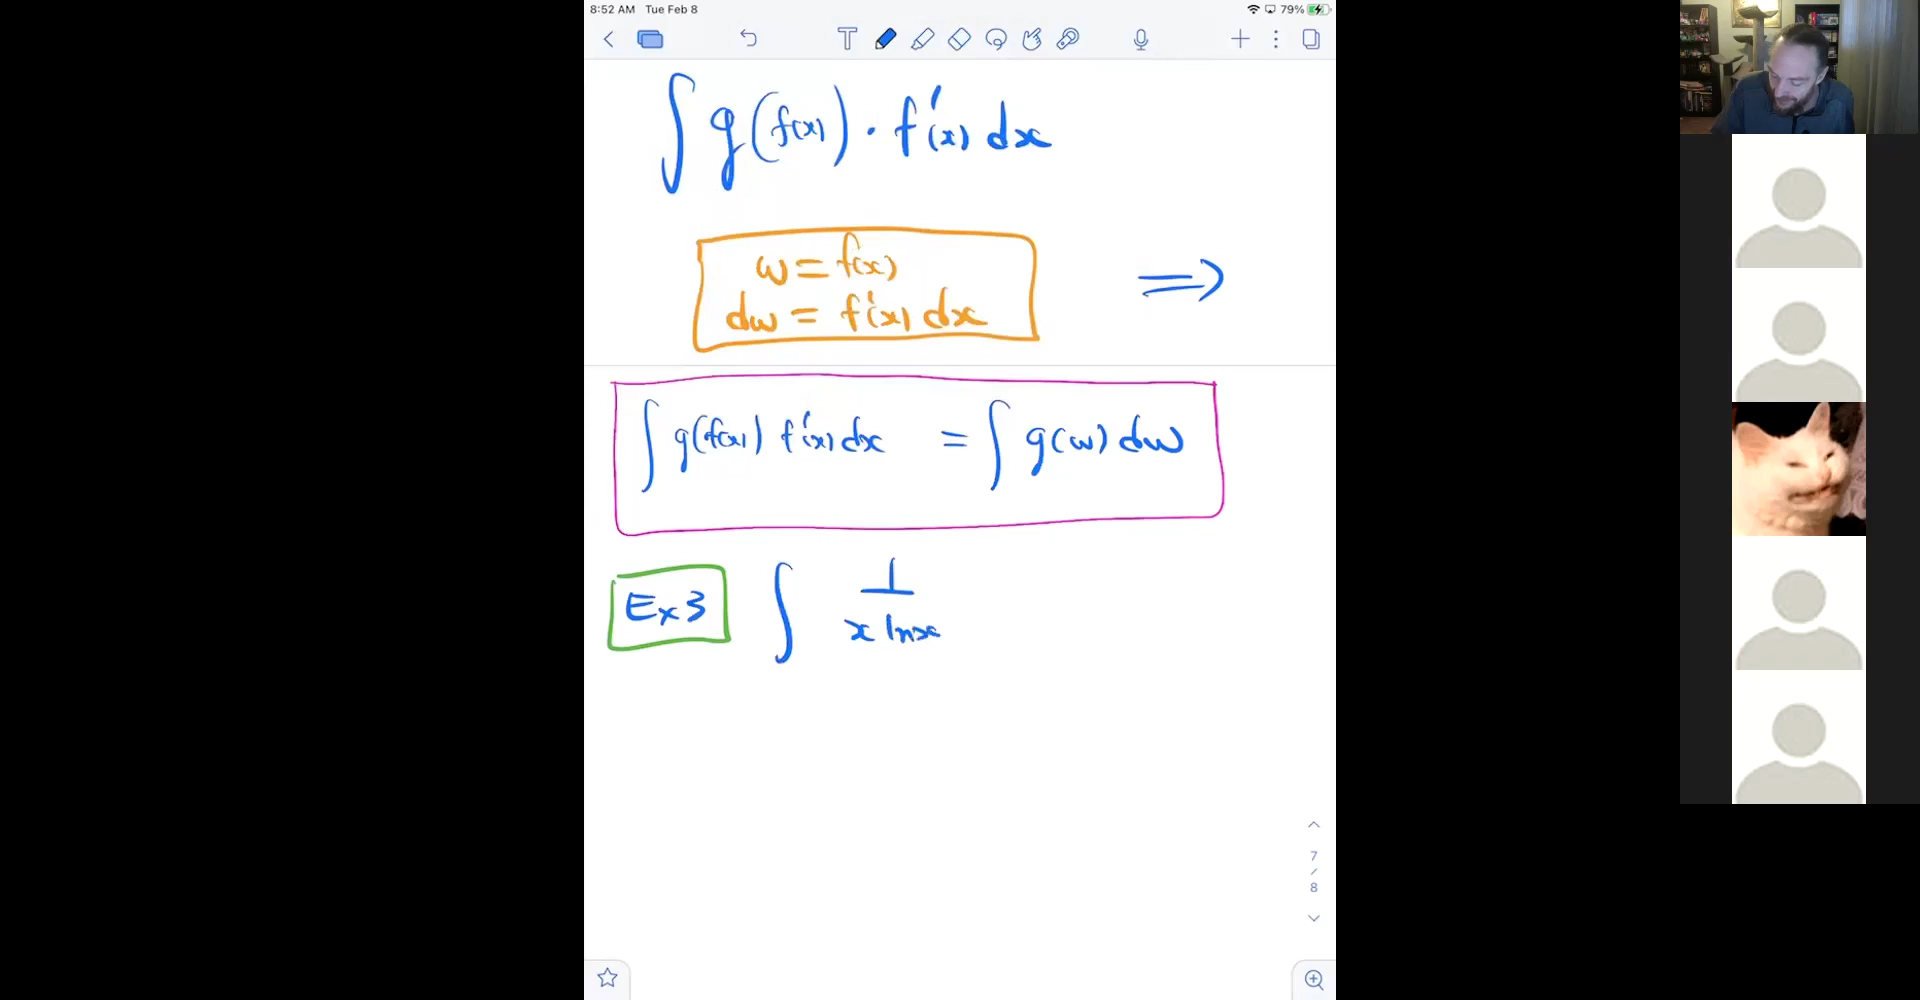 8:52 AM Tue Feb 8 79%
T
∫ g(f(x)) · f'(x) dx
w = f(x)
dw = f'(x) dx
⇒
∫ g(f(x)) f'(x) dx = ∫ g(w) dw
Ex 3 ∫ 1/(x ln x)
7
/
8